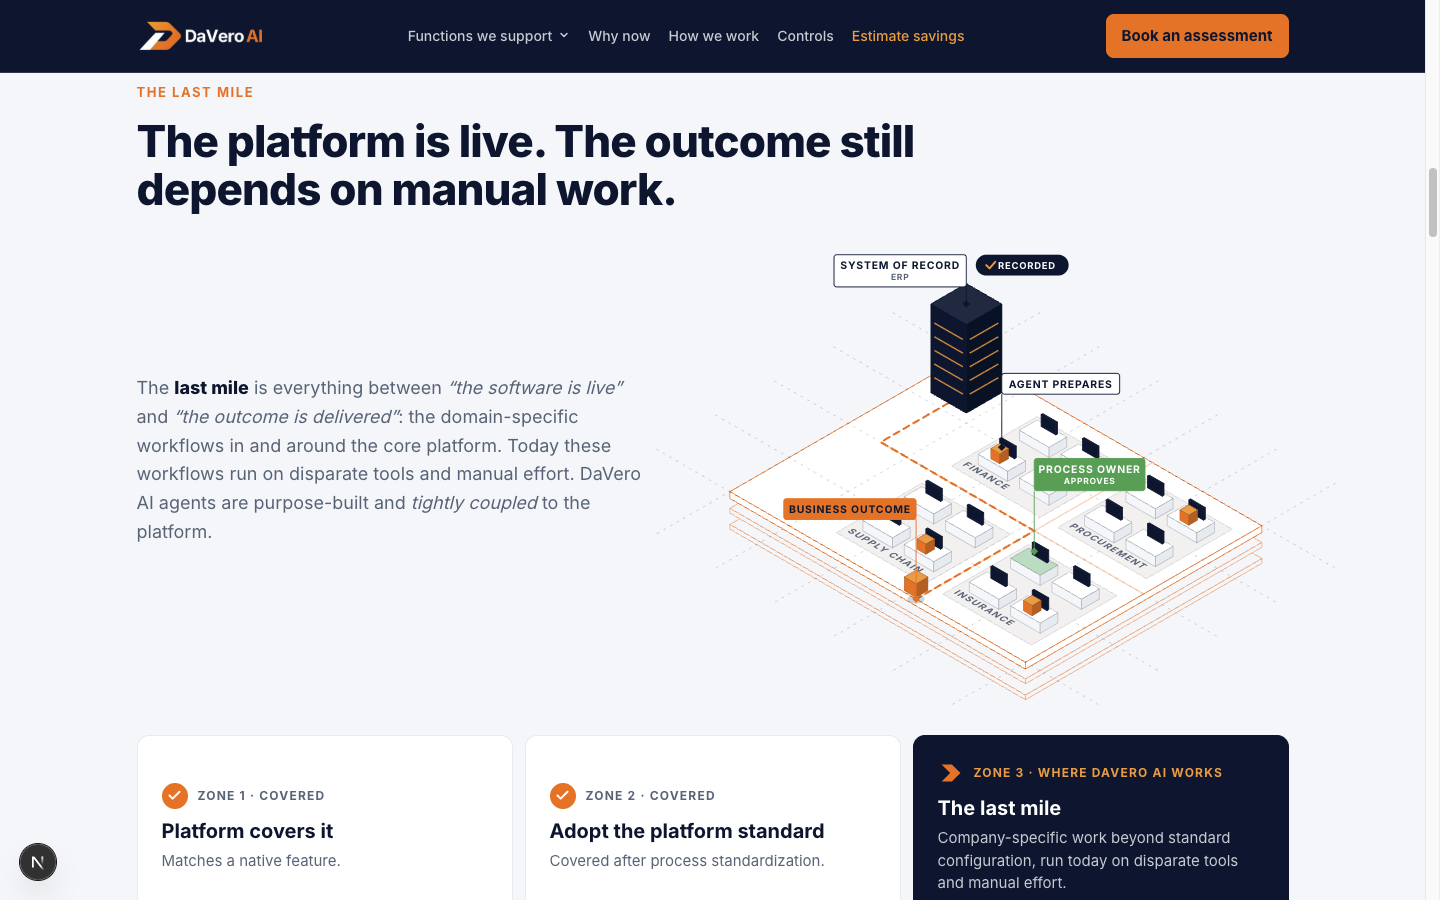 DaVero AI
Functions we support
Why now
How we work
Controls
Estimate savings
Book an assessment
THE LAST MILE
The platform is live. The outcome still
depends on manual work.
The last mile is everything between “the software is live”
and “the outcome is delivered”: the domain-specific
workflows in and around the core platform. Today these
workflows run on disparate tools and manual effort. DaVero
AI agents are purpose-built and tightly coupled to the
platform.
SYSTEM OF RECORD
ERP
RECORDED
AGENT PREPARES
FINANCE
PROCESS OWNER
APPROVES
BUSINESS OUTCOME
SUPPLY CHAIN
PROCUREMENT
INSURANCE
ZONE 1 · COVERED
Platform covers it
Matches a native feature.
ZONE 2 · COVERED
Adopt the platform standard
Covered after process standardization.
ZONE 3 · WHERE DAVERO AI WORKS
The last mile
Company-specific work beyond standard
configuration, run today on disparate tools
and manual effort.
N